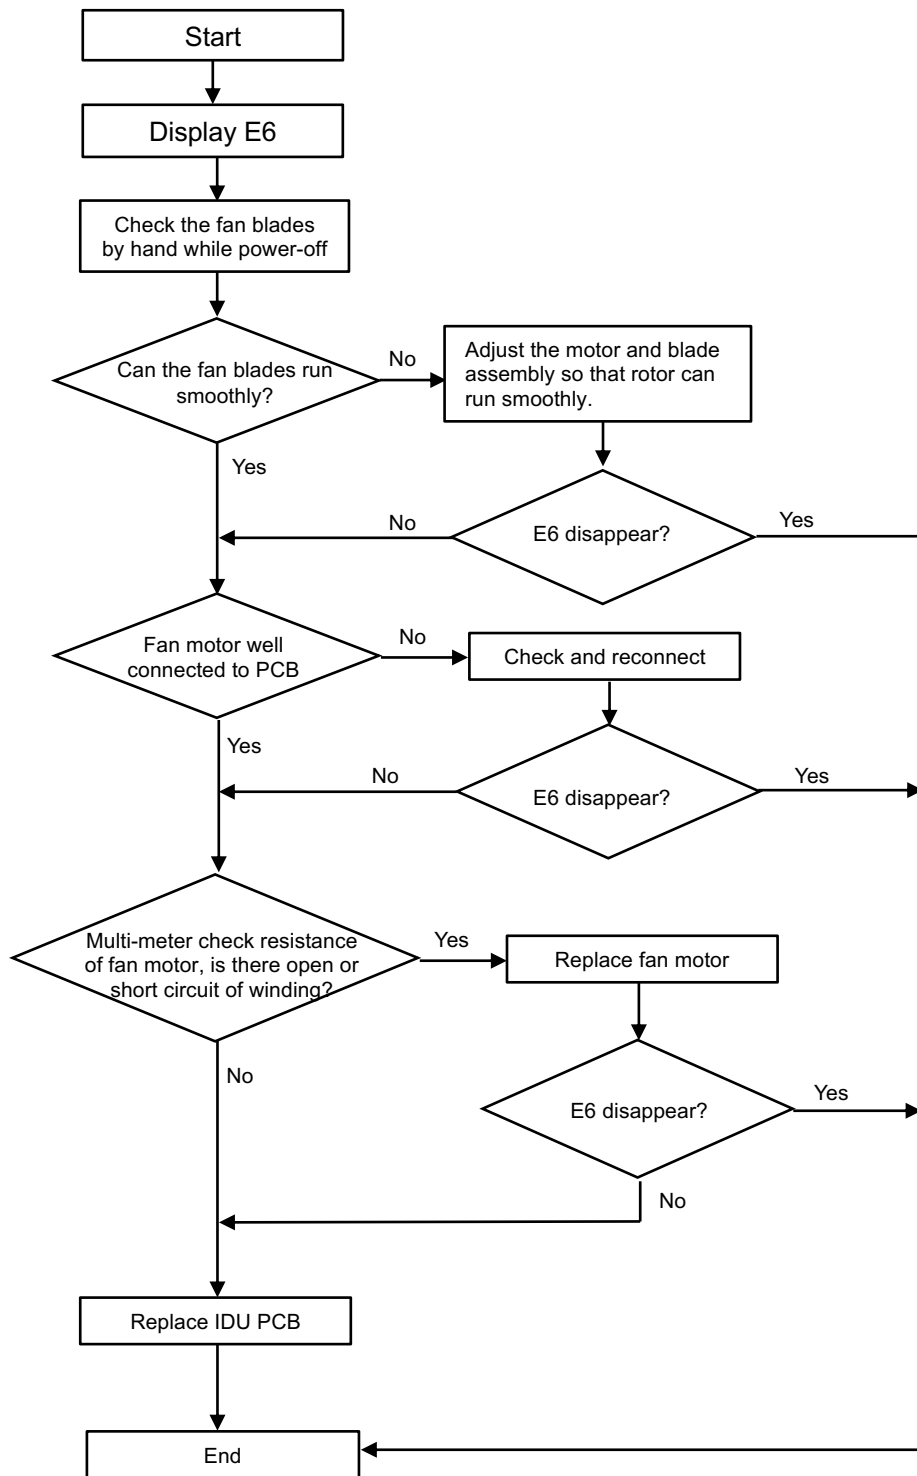 Start
Display E6
Check the fan blades
by hand while power-off
Can the fan blades run
smoothly?
No
Adjust the motor and blade
assembly so that rotor can
run smoothly.
Yes
No
E6 disappear?
Yes
Fan motor well
connected to PCB
No
Check and reconnect
Yes
No
E6 disappear?
Yes
Multi-meter check resistance
of fan motor, is there open or
short circuit of winding?
Yes
Replace fan motor
No
E6 disappear?
Yes
No
Replace IDU PCB
End